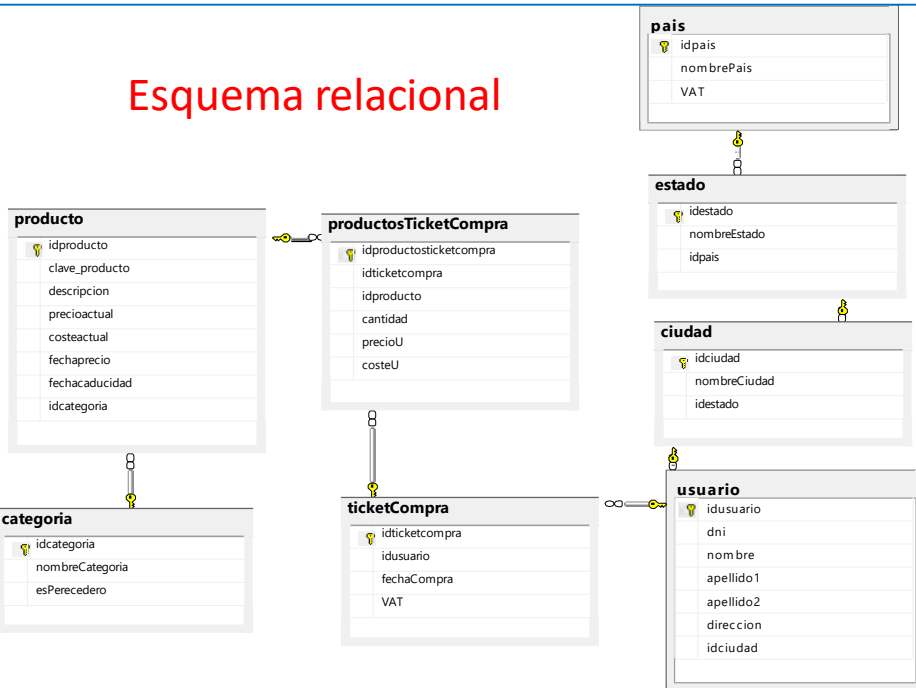 Esquema relacional
pais
idpais
nombrePais
VAT
estado
idestado
nombreEstado
idpais
producto
idproducto
clave_producto
descripcion
precioactual
costeactual
fechaprecio
fechacaducidad
idcategoria
productosTicketCompra
idproductosticketcompra
idticketcompra
idproducto
cantidad
precioU
costeU
ciudad
idciudad
nombreCiudad
idestado
categoria
idcategoria
nombreCategoria
esPerecedero
ticketCompra
idticketcompra
idusuario
fechaCompra
VAT
usuario
idusuario
dni
nombre
apellido1
apellido2
direccion
idciudad